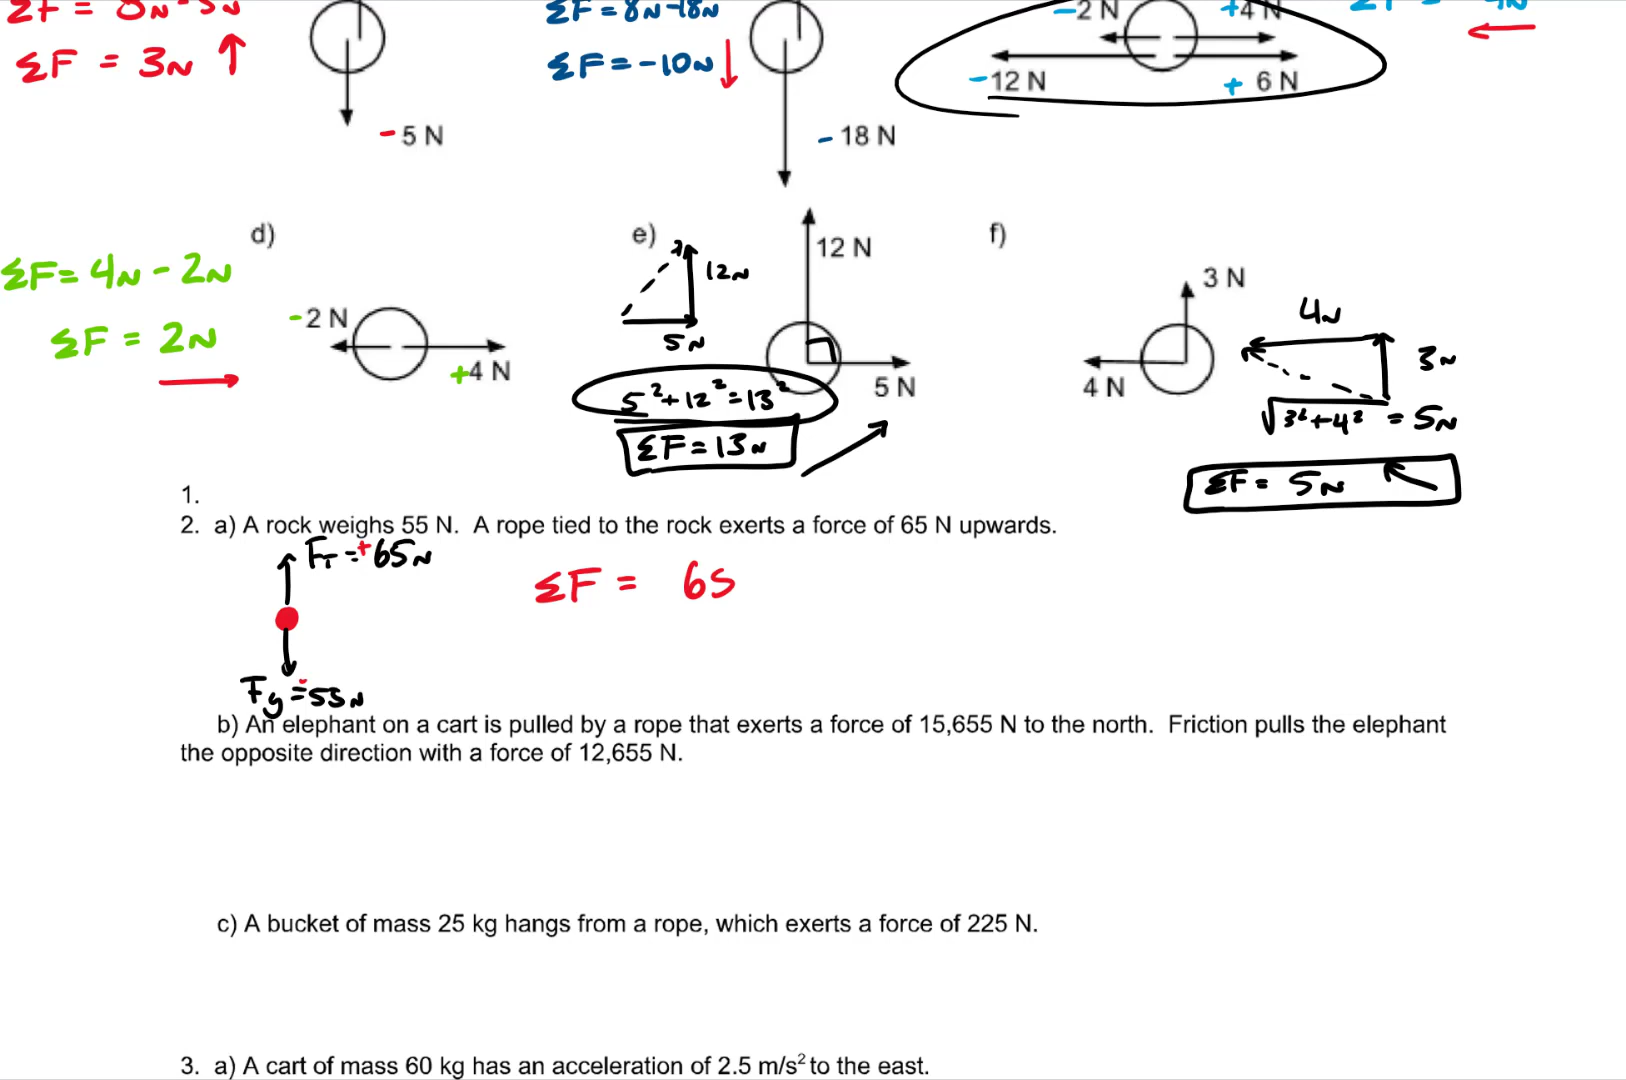 ΣF = 8N-5N
ΣF = 3N ↑
-5 N
ΣF = 8N-18N
ΣF = -10N ↓
-18 N
-2 N
+4 N
-12 N
+ 6 N
d)
ΣF = 4N - 2N
ΣF = 2N
-2 N
+4 N
e)
12N
5N
12 N
5 N
5²+12²=13²
ΣF = 13N
f)
3 N
4 N
4N
3N
√3²+4² = 5N
ΣF = 5N
1.
2. a) A rock weighs 55 N. A rope tied to the rock exerts a force of 65 N upwards.
FT = +65N
ΣF = 65
Fg = -55N
b) An elephant on a cart is pulled by a rope that exerts a force of 15,655 N to the north. Friction pulls the elephant
the opposite direction with a force of 12,655 N.
c) A bucket of mass 25 kg hangs from a rope, which exerts a force of 225 N.
3. a) A cart of mass 60 kg has an acceleration of 2.5 m/s² to the east.